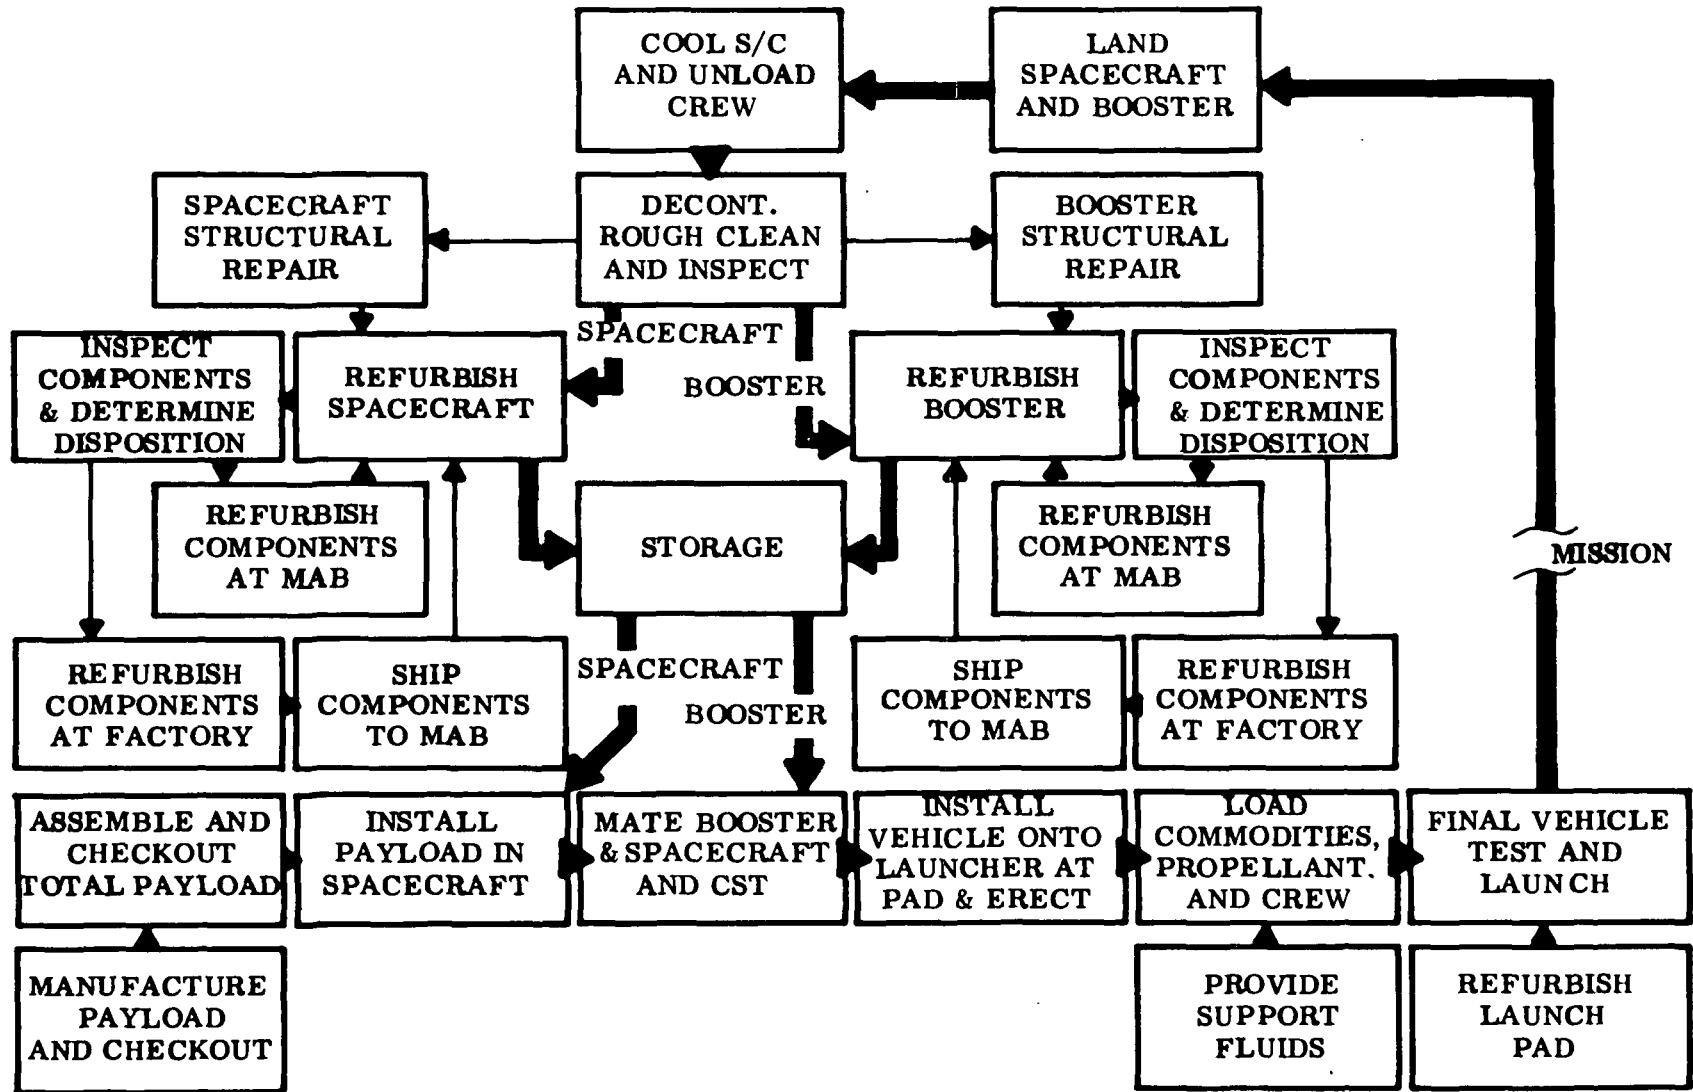 COOL S/C
AND UNLOAD
CREW
LAND
SPACECRAFT
AND BOOSTER
SPACECRAFT
STRUCTURAL
REPAIR
DECONT.
ROUGH CLEAN
AND INSPECT
BOOSTER
STRUCTURAL
REPAIR
SPACECRAFT
BOOSTER
INSPECT
COMPONENTS
& DETERMINE
DISPOSITION
REFURBISH
SPACECRAFT
REFURBISH
BOOSTER
INSPECT
COMPONENTS
& DETERMINE
DISPOSITION
REFURBISH
COMPONENTS
AT MAB
STORAGE
REFURBISH
COMPONENTS
AT MAB
MISSION
REFURBISH
COMPONENTS
AT FACTORY
SHIP
COMPONENTS
TO MAB
SPACECRAFT
BOOSTER
SHIP
COMPONENTS
TO MAB
REFURBISH
COMPONENTS
AT FACTORY
ASSEMBLE AND
CHECKOUT
TOTAL PAYLOAD
INSTALL
PAYLOAD IN
SPACECRAFT
MATE BOOSTER
& SPACECRAFT
AND CST
INSTALL
VEHICLE ONTO
LAUNCHER AT
PAD & ERECT
LOAD
COMMODITIES,
PROPELLANT.
AND CREW
FINAL VEHICLE
TEST AND
LAUNCH
MANUFACTURE
PAYLOAD
AND CHECKOUT
PROVIDE
SUPPORT
FLUIDS
REFURBISH
LAUNCH
PAD